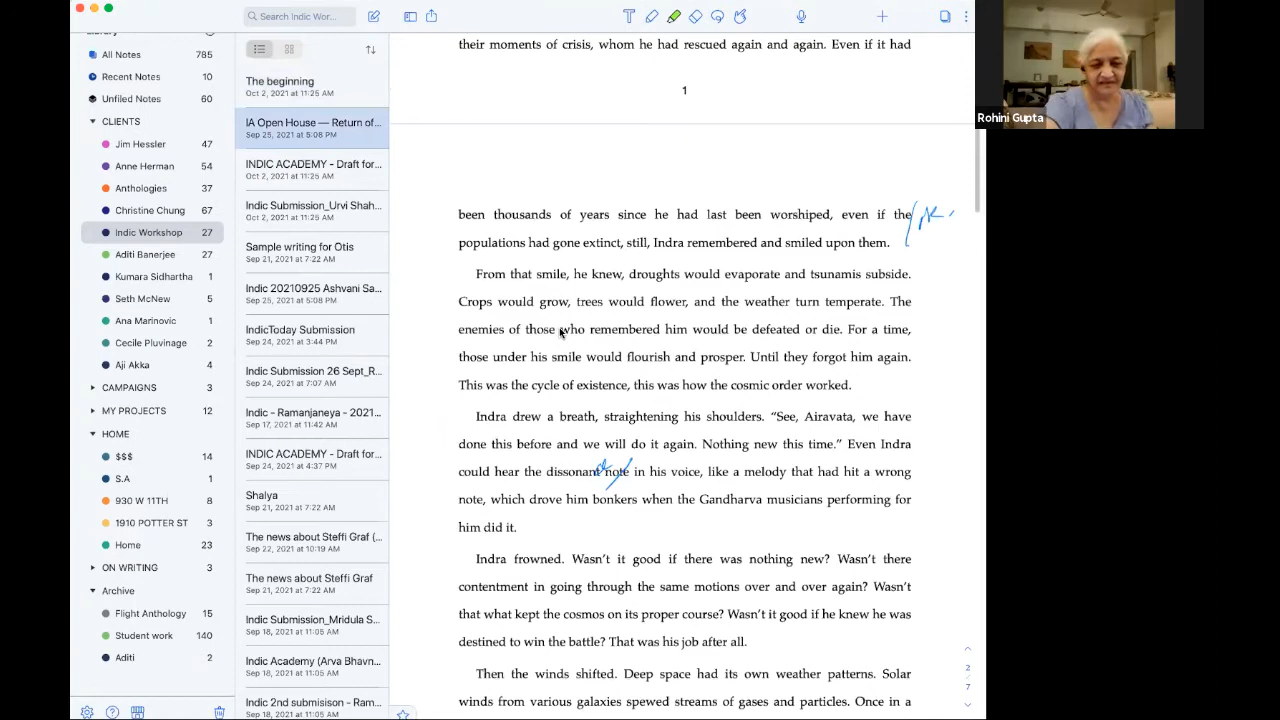 Search Indic Wor...
All Notes 785
Recent Notes 10
Unfiled Notes 60
CLIENTS
Jim Hessler 47
Anne Herman 54
Anthologies 37
Christine Chung 67
Indic Workshop 27
Aditi Banerjee 27
Kumara Sidhartha 1
Seth McNew 5
Ana Marinovic 1
Cecile Pluvinage 2
Aji Akka 4
CAMPAIGNS 3
MY PROJECTS 12
HOME
$$$ 14
S.A 1
930 W 11TH 8
1910 POTTER ST 3
Home 23
ON WRITING 3
Archive
Flight Anthology 15
Student work 140
Aditi 2
The beginning
Oct 2, 2021 at 11:25 AM
IA Open House — Return of...
Sep 25, 2021 at 5:08 PM
INDIC ACADEMY - Draft for...
Oct 2, 2021 at 11:25 AM
Indic Submission_Urvi Shah...
Oct 2, 2021 at 11:25 AM
Sample writing for Otis
Sep 21, 2021 at 7:22 AM
Indic 20210925 Ashvani Sa...
Sep 25, 2021 at 5:08 PM
IndicToday Submission
Sep 24, 2021 at 3:44 PM
Indic Submission 26 Sept_R...
Sep 24, 2021 at 7:07 AM
Indic - Ramanjaneya - 2021...
Sep 17, 2021 at 11:42 AM
INDIC ACADEMY - Draft for...
Sep 24, 2021 at 4:37 PM
Shalya
Sep 21, 2021 at 7:22 AM
The news about Steffi Graf (...
Sep 22, 2021 at 10:19 AM
The news about Steffi Graf
Sep 21, 2021 at 7:22 AM
Indic Submission_Mridula S...
Sep 18, 2021 at 11:05 AM
Indic Academy (Arva Bhavn...
Sep 18, 2021 at 11:05 AM
Indic 2nd submisison - Ram...
Sep 18, 2021 at 11:05 AM
their moments of crisis, whom he had rescued again and again. Even if it had
1
been thousands of years since he had last been worshiped, even if the
populations had gone extinct, still, Indra remembered and smiled upon them.
From that smile, he knew, droughts would evaporate and tsunamis subside.
Crops would grow, trees would flower, and the weather turn temperate. The
enemies of those who remembered him would be defeated or die. For a time,
those under his smile would flourish and prosper. Until they forgot him again.
This was the cycle of existence, this was how the cosmic order worked.
Indra drew a breath, straightening his shoulders. “See, Airavata, we have
done this before and we will do it again. Nothing new this time.” Even Indra
could hear the dissonant note in his voice, like a melody that had hit a wrong
note, which drove him bonkers when the Gandharva musicians performing for
him did it.
Indra frowned. Wasn’t it good if there was nothing new? Wasn’t there
contentment in going through the same motions over and over again? Wasn’t
that what kept the cosmos on its proper course? Wasn’t it good if he knew he was
destined to win the battle? That was his job after all.
Then the winds shifted. Deep space had its own weather patterns. Solar
winds from various galaxies spewed streams of gases and particles. Once in a
2
7
Rohini Gupta